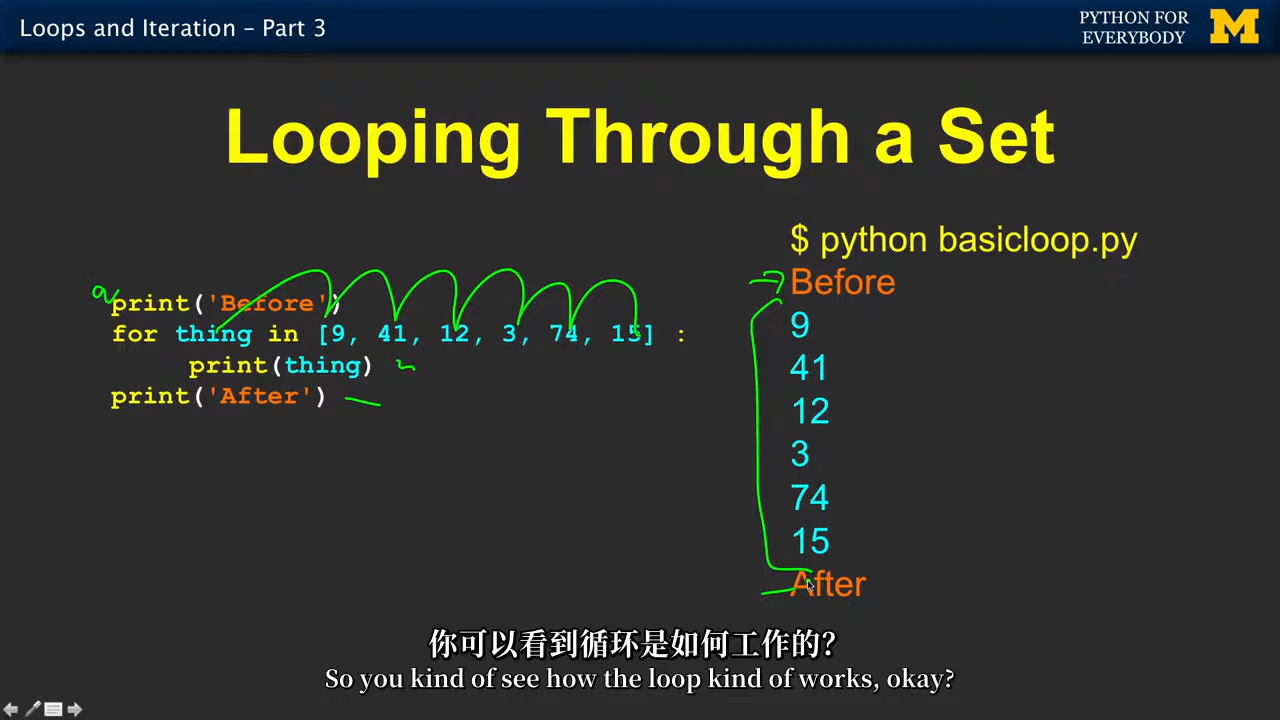 Loops and Iteration – Part 3
PYTHON FOR
EVERYBODY
M
Looping Through a Set
print('Before')
for thing in [9, 41, 12, 3, 74, 15] :
print(thing)
print('After')
$ python basicloop.py
Before
9
41
12
3
74
15
After
你可以看到循环是如何工作的?
So you kind of see how the loop kind of works, okay?